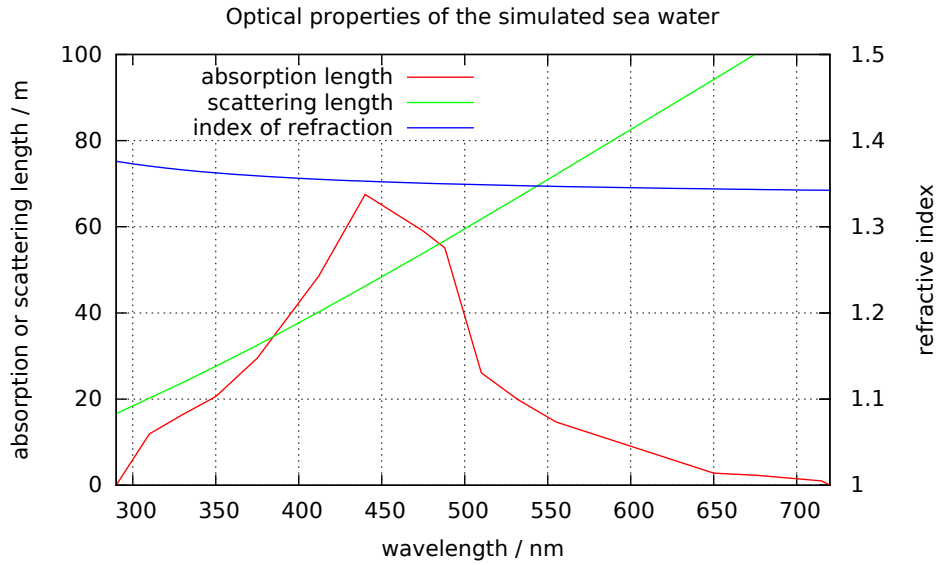 Optical properties of the simulated sea water
absorption length
scattering length
index of refraction
absorption or scattering length / m
100
80
60
40
20
0
1.5
1.4
1.3
1.2
1.1
1
refractive index
300 350 400 450 500 550 600 650 700
wavelength / nm